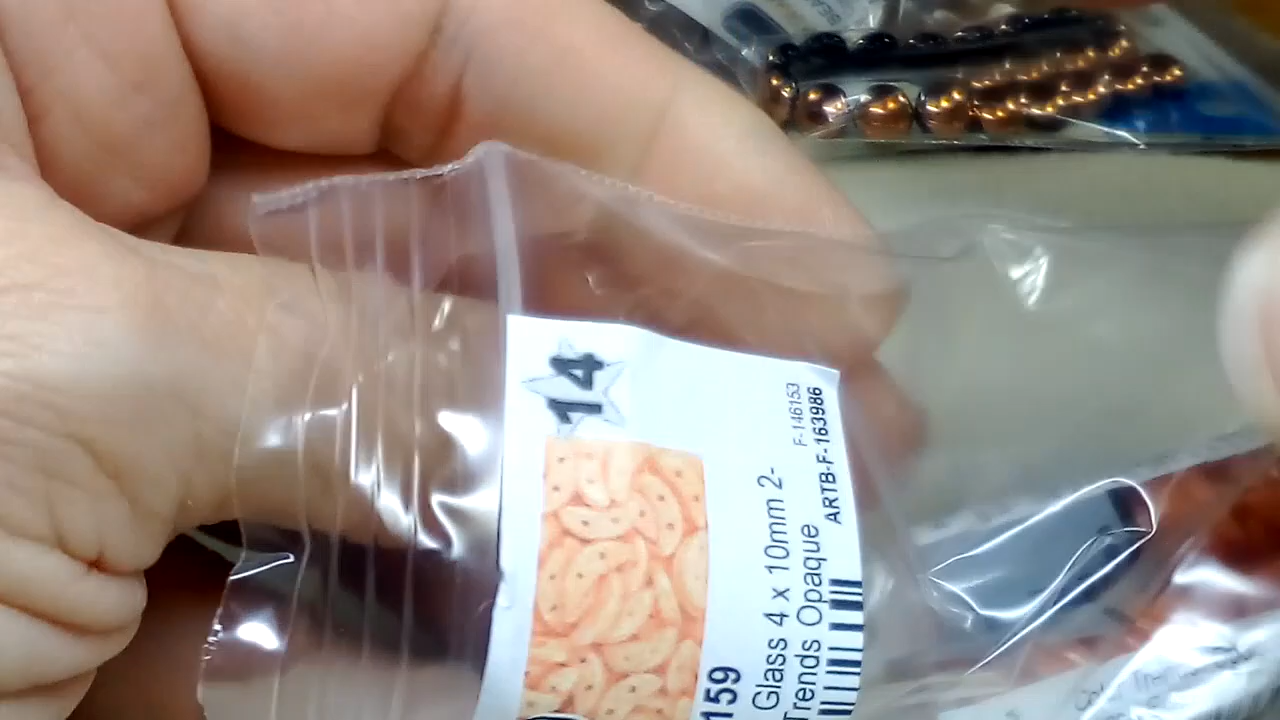 14
F-146153
ARTB-F-163986
Glass 4 x 10mm 2-
Trends Opaque
159